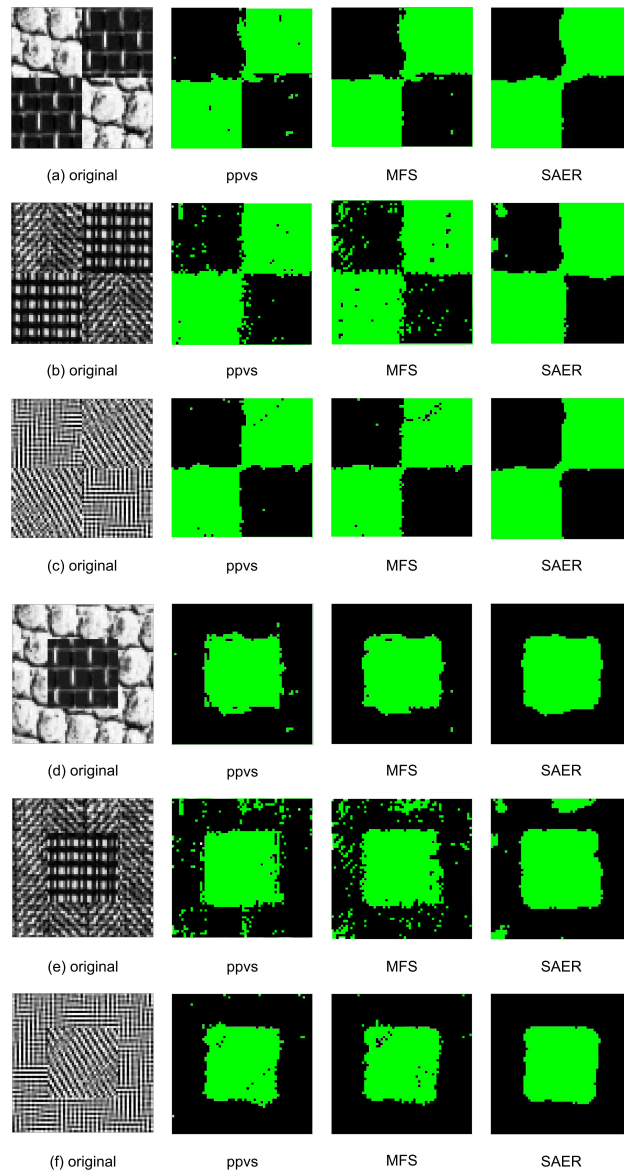 (a) original ppvs MFS SAER
(b) original ppvs MFS SAER
(c) original ppvs MFS SAER
(d) original ppvs MFS SAER
(e) original ppvs MFS SAER
(f) original ppvs MFS SAER